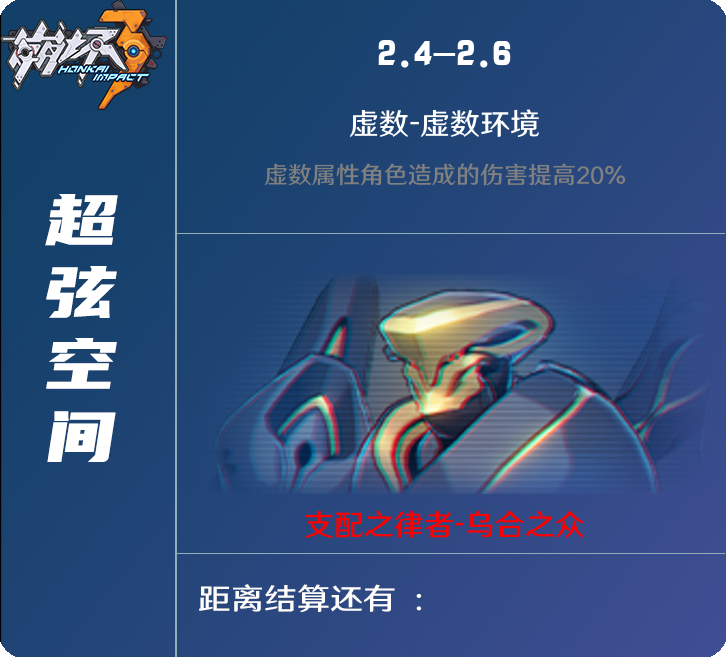 崩坏3
HONKAI
IMPACT
超弦空间
2.4—2.6
虚数-虚数环境
虚数属性角色造成的伤害提高20%
支配之律者-乌合之众
距离结算还有 ：